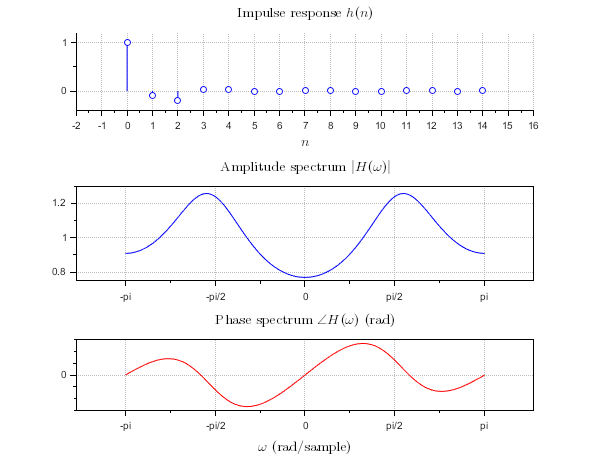 Impulse response h(n)
1
0
-2 -1 0 1 2 3 4 5 6 7 8 9 10 11 12 13 14 15 16
n
Amplitude spectrum |H(ω)|
1.2
1
0.8
-pi -pi/2 0 pi/2 pi
Phase spectrum ∠H(ω) (rad)
0
-pi -pi/2 0 pi/2 pi
ω (rad/sample)